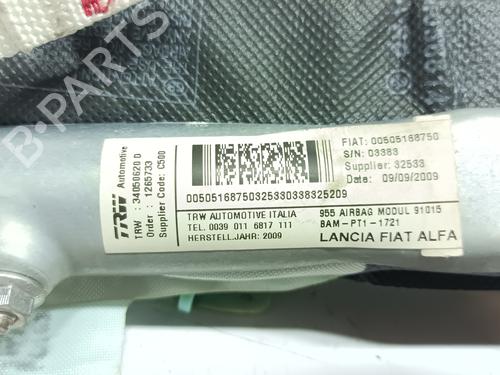 B-PARTS
TRW Automotive
TRW : 34050620 D
Order : 1265733
Supplier Code: C500
FIAT: 00505168750
S/N: 03383
Supplier: 32533
Date: 09/09/2009
00505168750325330338325209
TRW AUTOMOTIVE ITALIA
TEL. 0039 011 6817 111
HERSTELL.JAHR: 2009
955 AIRBAG MODUL 91015
BAM-PT1-1721
LANCIA FIAT ALFA